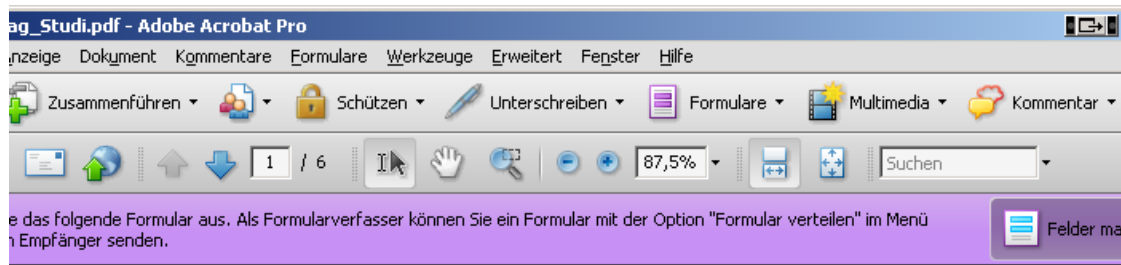 ag_Studi.pdf - Adobe Acrobat Pro
Anzeige Dokument Kommentare Formulare Werkzeuge Erweitert Fenster Hilfe
Zusammenführen Schützen Unterschreiben Formulare Multimedia Kommentar
1 / 6 87,5% Suchen
e das folgende Formular aus. Als Formularverfasser können Sie ein Formular mit der Option "Formular verteilen" im Menü
n Empfänger senden.
Felder ma